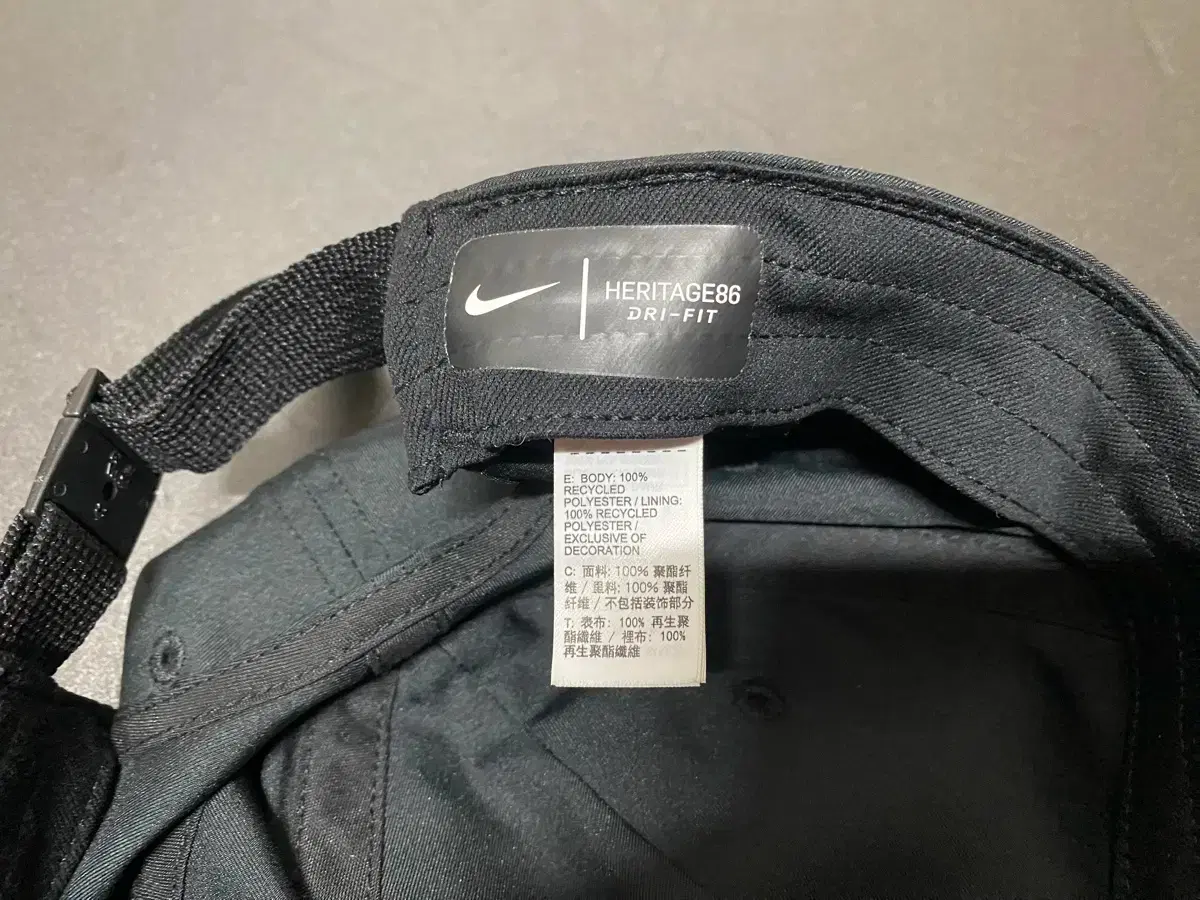 HERITAGE86
DRI-FIT
E: BODY: 100%
RECYCLED
POLYESTER / LINING:
100% RECYCLED
POLYESTER /
EXCLUSIVE OF
DECORATION
C: 面料: 100% 聚酯纤
维 / 里料: 100% 聚酯
纤维 / 不包括装饰部分
T: 表布: 100% 再生聚
酯纖維 / 裡布: 100%
再生聚酯纖維